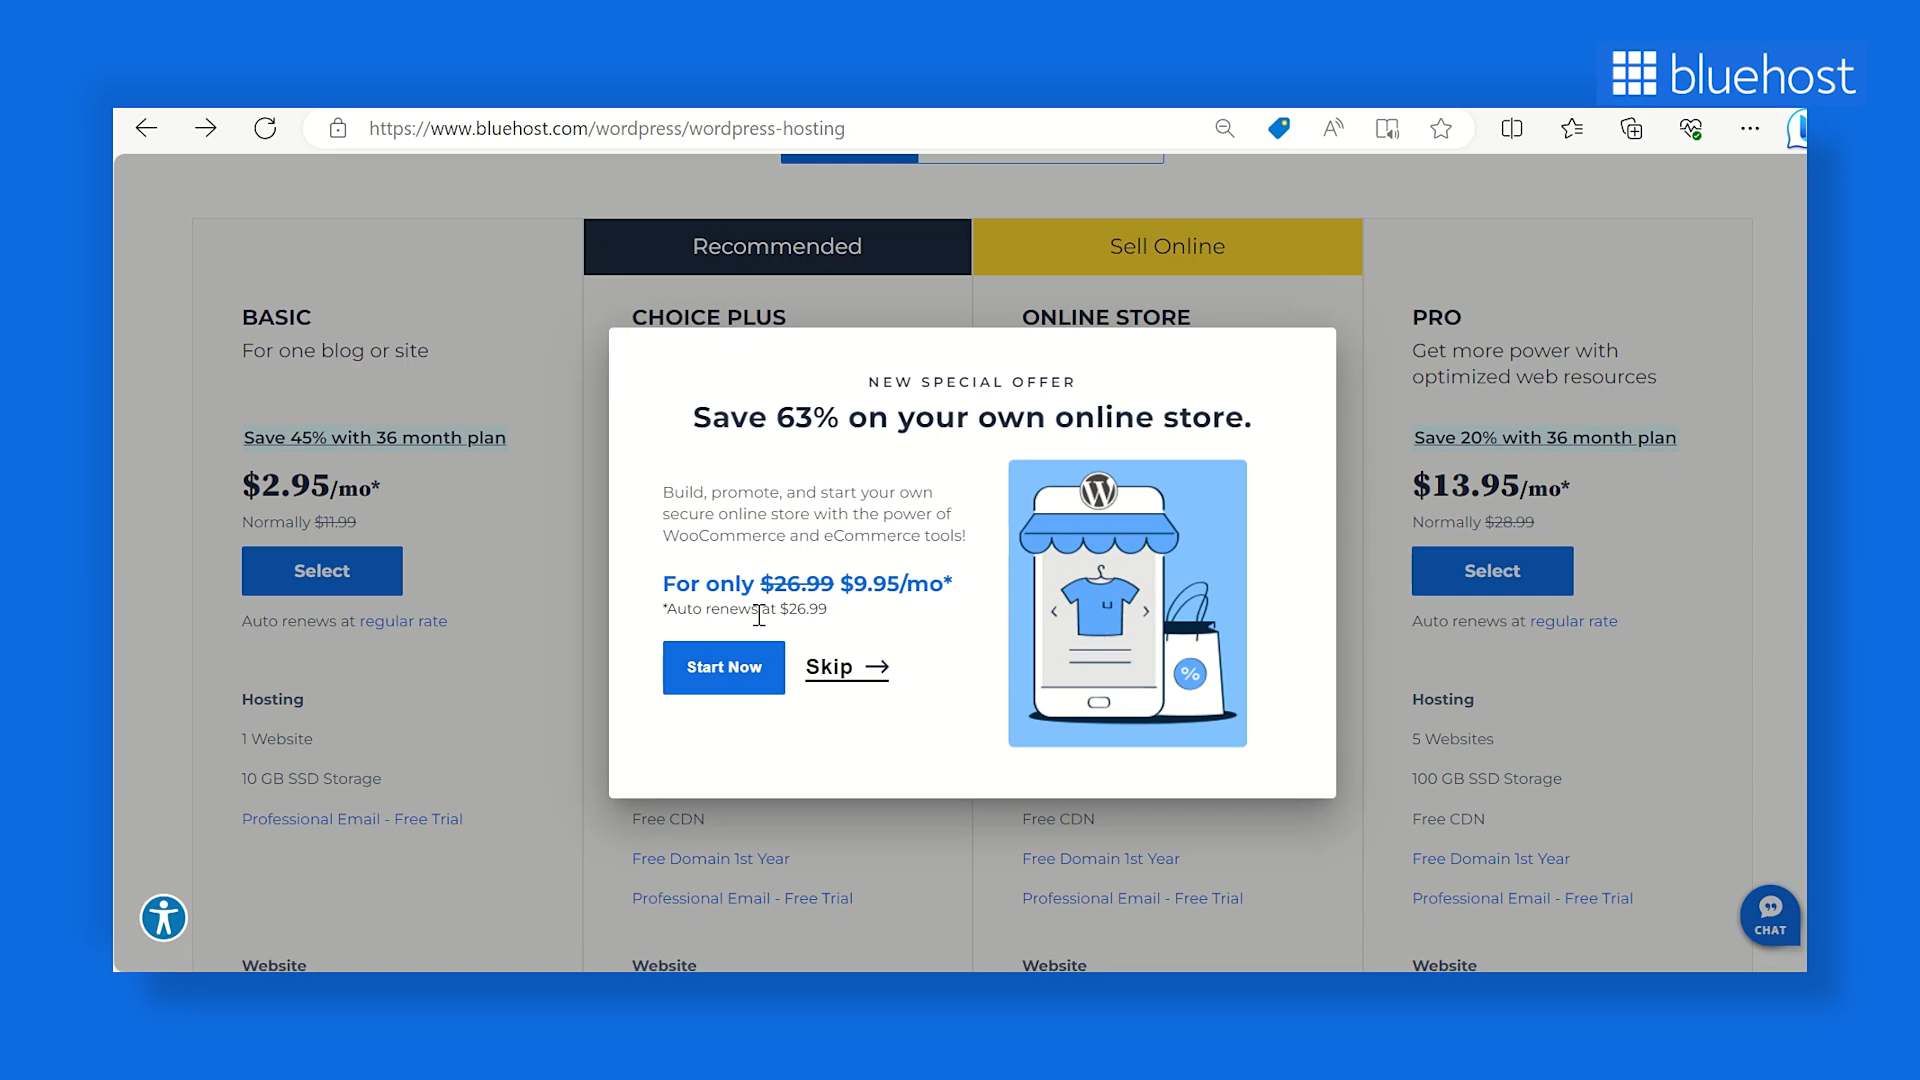 bluehost
https://www.bluehost.com/wordpress/wordpress-hosting
Recommended
Sell Online
BASIC
For one blog or site
Save 45% with 36 month plan
$2.95/mo*
Normally $11.99
Select
Auto renews at regular rate
Hosting
1 Website
10 GB SSD Storage
Professional Email - Free Trial
Website
CHOICE PLUS
Free CDN
Free Domain 1st Year
Professional Email - Free Trial
Website
ONLINE STORE
Free CDN
Free Domain 1st Year
Professional Email - Free Trial
Website
PRO
Get more power with
optimized web resources
Save 20% with 36 month plan
$13.95/mo*
Normally $28.99
Select
Auto renews at regular rate
Hosting
5 Websites
100 GB SSD Storage
Free CDN
Free Domain 1st Year
Professional Email - Free Trial
Website
NEW SPECIAL OFFER
Save 63% on your own online store.
Build, promote, and start your own
secure online store with the power of
WooCommerce and eCommerce tools!
For only $26.99 $9.95/mo*
*Auto renews at $26.99
Start Now
Skip →
%
CHAT